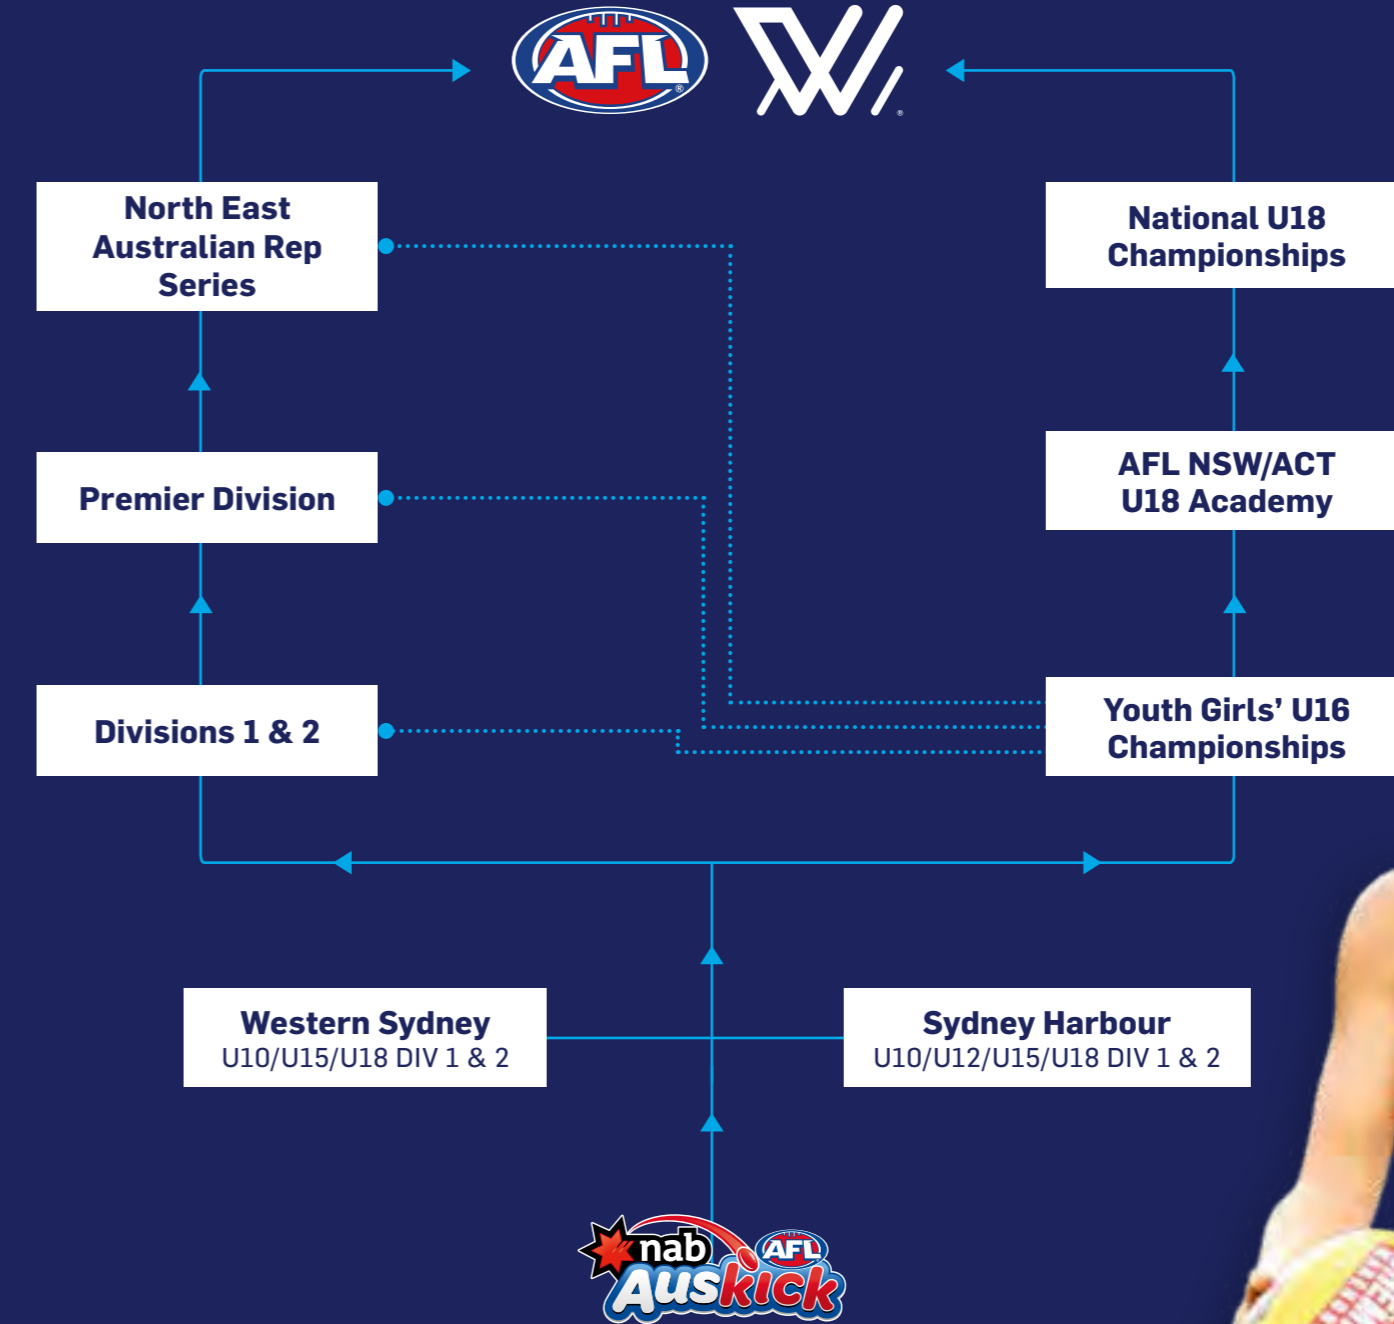 AFL
W
North East
Australian Rep
Series
National U18
Championships
Premier Division
AFL NSW/ACT
U18 Academy
Divisions 1 & 2
Youth Girls’ U16
Championships
Western Sydney
U10/U15/U18 DIV 1 & 2
Sydney Harbour
U10/U12/U15/U18 DIV 1 & 2
nab
AFL
Auskick